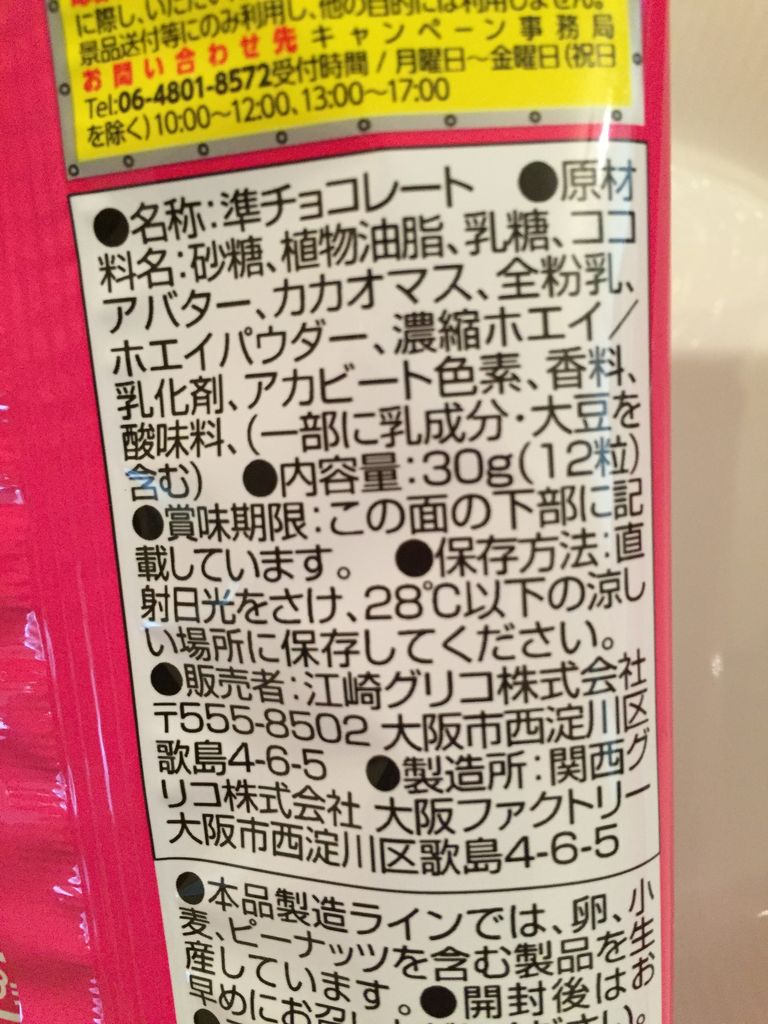 に際し、いただい
景品送付等にのみ利用し、他の目的には利用しません。
お問い合わせ先 キャンペーン事務局
Tel:06-4801-8572受付時間/月曜日〜金曜日(祝日
を除く)10:00〜12:00、13:00〜17:00
●名称:準チョコレート ●原材
料名:砂糖、植物油脂、乳糖、ココ
アバター、カカオマス、全粉乳、
ホエイパウダー、濃縮ホエイ/
乳化剤、アカビート色素、香料、
酸味料、(一部に乳成分・大豆を
含む) ●内容量:30g(12粒)
●賞味期限:この面の下部に記
載しています。 ●保存方法:直
射日光をさけ、28℃以下の涼し
い場所に保存してください。
●販売者:江崎グリコ株式会社
〒555-8502 大阪市西淀川区
歌島4-6-5 ●製造所:関西グ
リコ株式会社 大阪ファクトリー
大阪市西淀川区歌島4-6-5
●本品製造ラインでは、卵、小
麦、ピーナッツを含む製品を生
産しています。●開封後はお
早めにお召し